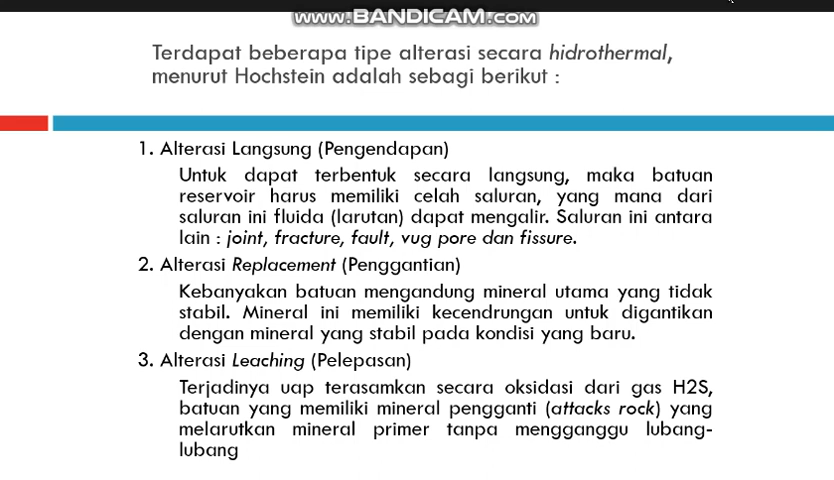 www.BANDICAM.com
Terdapat beberapa tipe alterasi secara hidrothermal,
menurut Hochstein adalah sebagi berikut :
1. Alterasi Langsung (Pengendapan)
Untuk dapat terbentuk secara langsung, maka batuan
reservoir harus memiliki celah saluran, yang mana dari
saluran ini fluida (larutan) dapat mengalir. Saluran ini antara
lain : joint, fracture, fault, vug pore dan fissure.
2. Alterasi Replacement (Penggantian)
Kebanyakan batuan mengandung mineral utama yang tidak
stabil. Mineral ini memiliki kecendrungan untuk digantikan
dengan mineral yang stabil pada kondisi yang baru.
3. Alterasi Leaching (Pelepasan)
Terjadinya uap terasamkan secara oksidasi dari gas H2S,
batuan yang memiliki mineral pengganti (attacks rock) yang
melarutkan mineral primer tanpa mengganggu lubang-
lubang